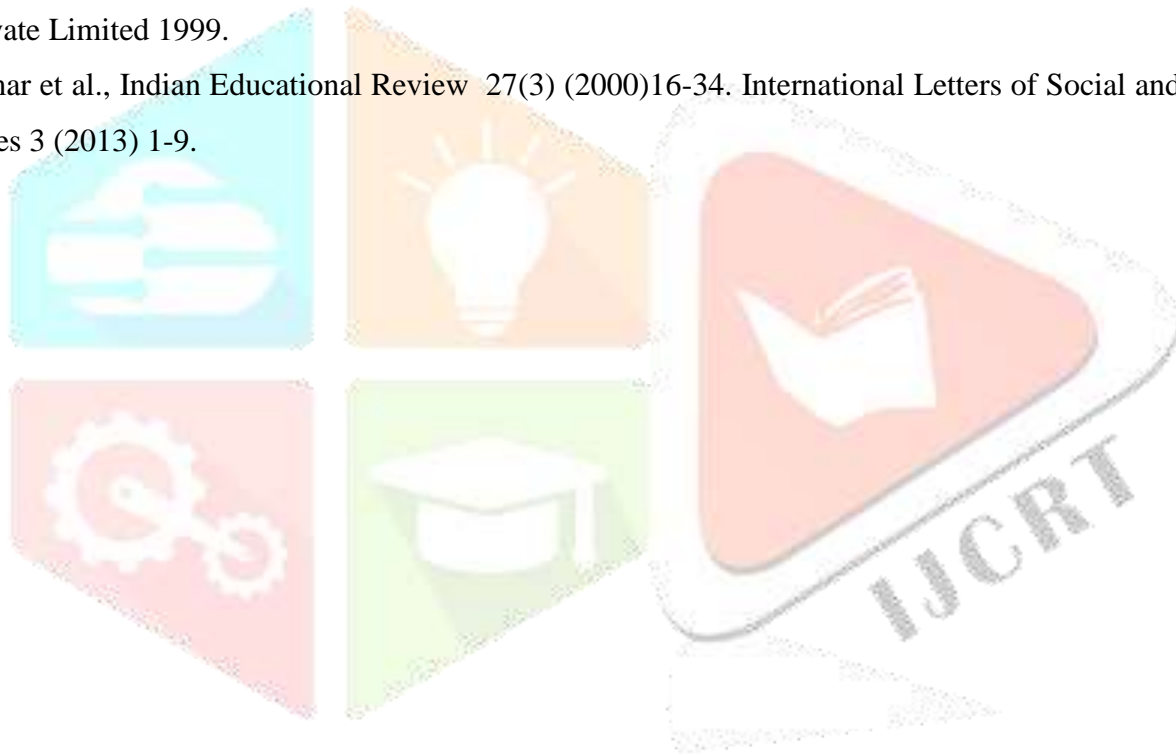 vate Limited 1999.
nar et al., Indian Educational Review 27(3) (2000)16-34. International Letters of Social and
es 3 (2013) 1-9.
IJCRT